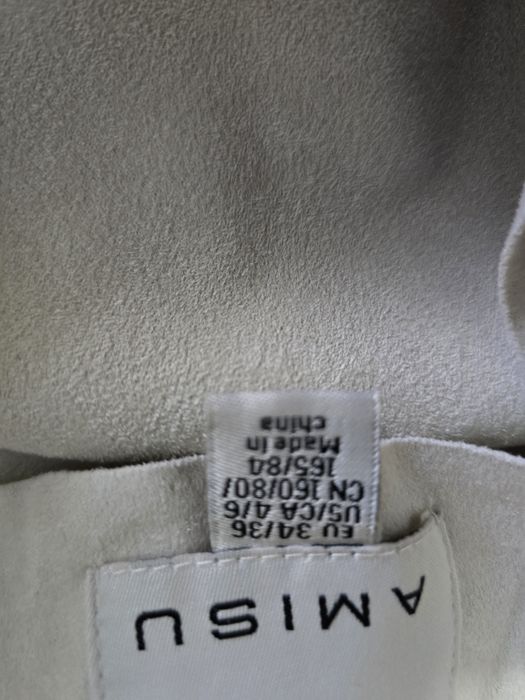 AMISU
EU 34/36
US/CA 4/6
CN 160/80/
165/84
Made in
china